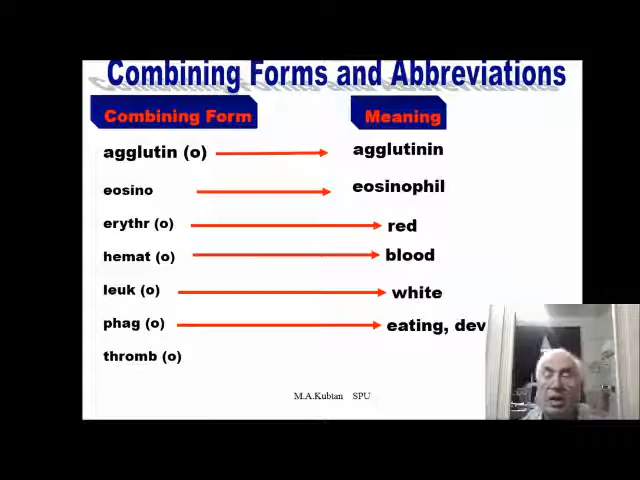 Combining Forms and Abbreviations
Combining Form Meaning
agglutin (o) agglutinin
eosino eosinophil
erythr (o) red
hemat (o) blood
leuk (o) white
phag (o) eating, dev
thromb (o)
M.A.Kubtan SPU